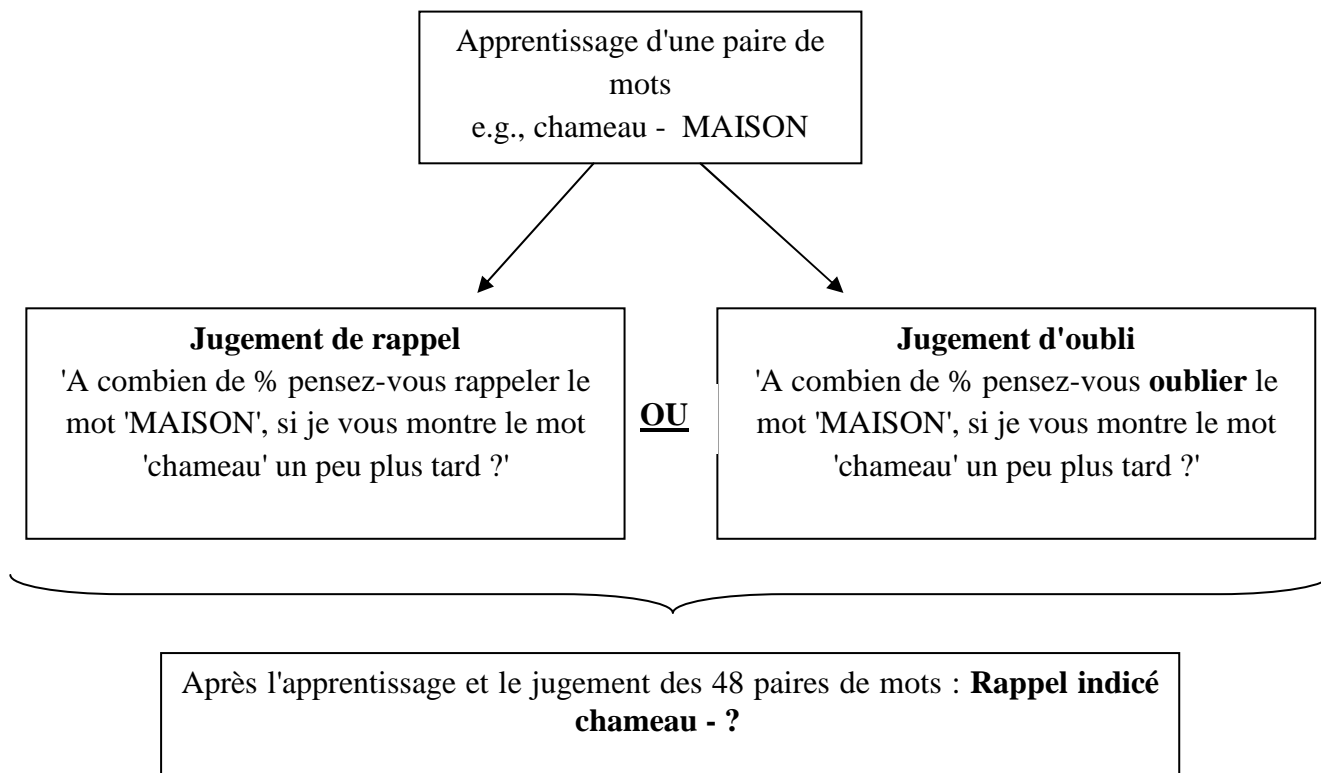 Apprentissage d'une paire de
mots
e.g., chameau - MAISON
Jugement de rappel
'A combien de % pensez-vous rappeler le
mot 'MAISON', si je vous montre le mot
'chameau' un peu plus tard ?'
OU
Jugement d'oubli
'A combien de % pensez-vous oublier le
mot 'MAISON', si je vous montre le mot
'chameau' un peu plus tard ?'
Après l'apprentissage et le jugement des 48 paires de mots : Rappel indicé
chameau - ?